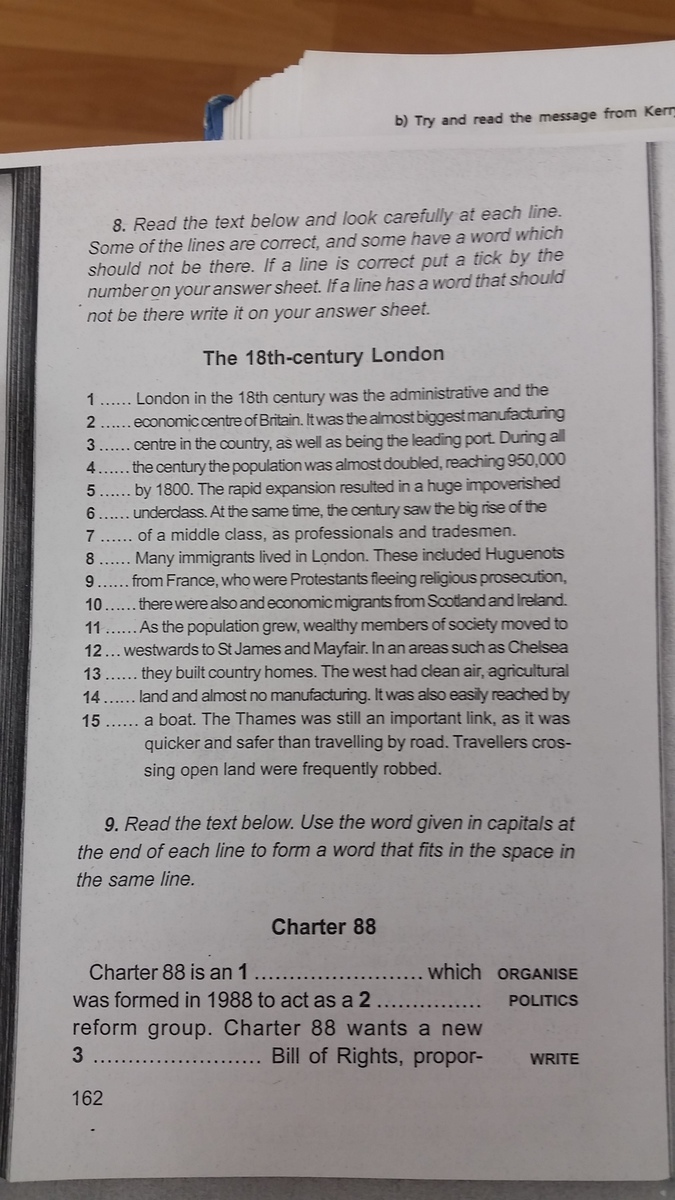 b) Try and read the message from Kerry
8. Read the text below and look carefully at each line.
Some of the lines are correct, and some have a word which
should not be there. If a line is correct put a tick by the
number on your answer sheet. If a line has a word that should
not be there write it on your answer sheet.
The 18th-century London
1 ...... London in the 18th century was the administrative and the
2 ...... economic centre of Britain. It was the almost biggest manufacturing
3 ...... centre in the country, as well as being the leading port. During all
4 ...... the century the population was almost doubled, reaching 950,000
5 ...... by 1800. The rapid expansion resulted in a huge impoverished
6 ...... underclass. At the same time, the century saw the big rise of the
7 ...... of a middle class, as professionals and tradesmen.
8 ...... Many immigrants lived in London. These included Huguenots
9 ...... from France, who were Protestants fleeing religious prosecution,
10 ...... there were also and economic migrants from Scotland and Ireland.
11 ...... As the population grew, wealthy members of society moved to
12 ... westwards to St James and Mayfair. In an areas such as Chelsea
13 ...... they built country homes. The west had clean air, agricultural
14 ...... land and almost no manufacturing. It was also easily reached by
15 ...... a boat. The Thames was still an important link, as it was
quicker and safer than travelling by road. Travellers cros-
sing open land were frequently robbed.
9. Read the text below. Use the word given in capitals at
the end of each line to form a word that fits in the space in
the same line.
Charter 88
Charter 88 is an 1 ........................ which ORGANISE
was formed in 1988 to act as a 2 ............... POLITICS
reform group. Charter 88 wants a new
3 ........................ Bill of Rights, propor- WRITE
162